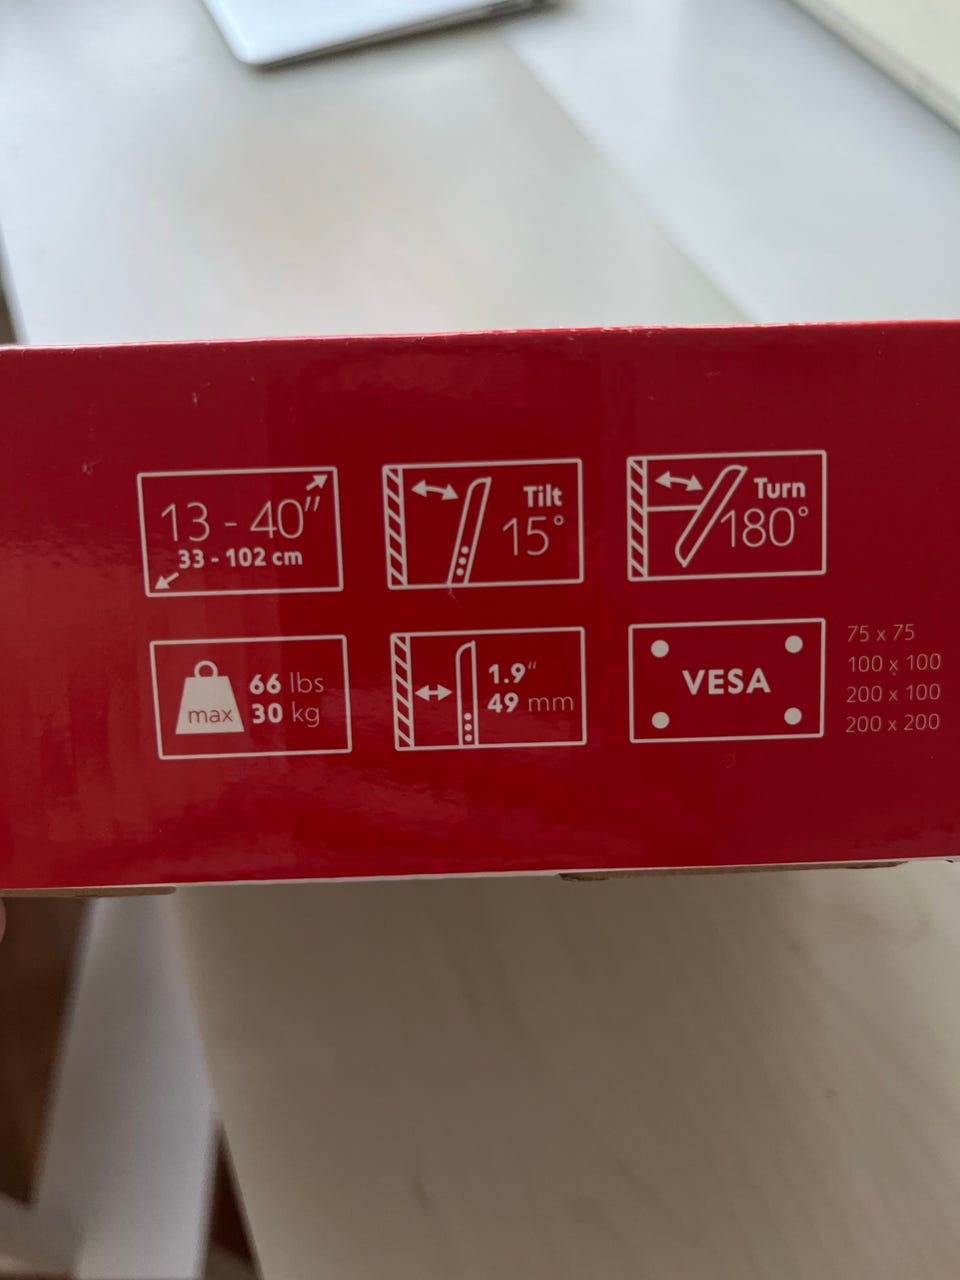 13 - 40"
33 - 102 cm
Tilt
15°
Turn
180°
66 lbs
max 30 kg
1.9"
49 mm
VESA
75 x 75
100 x 100
200 x 100
200 x 200